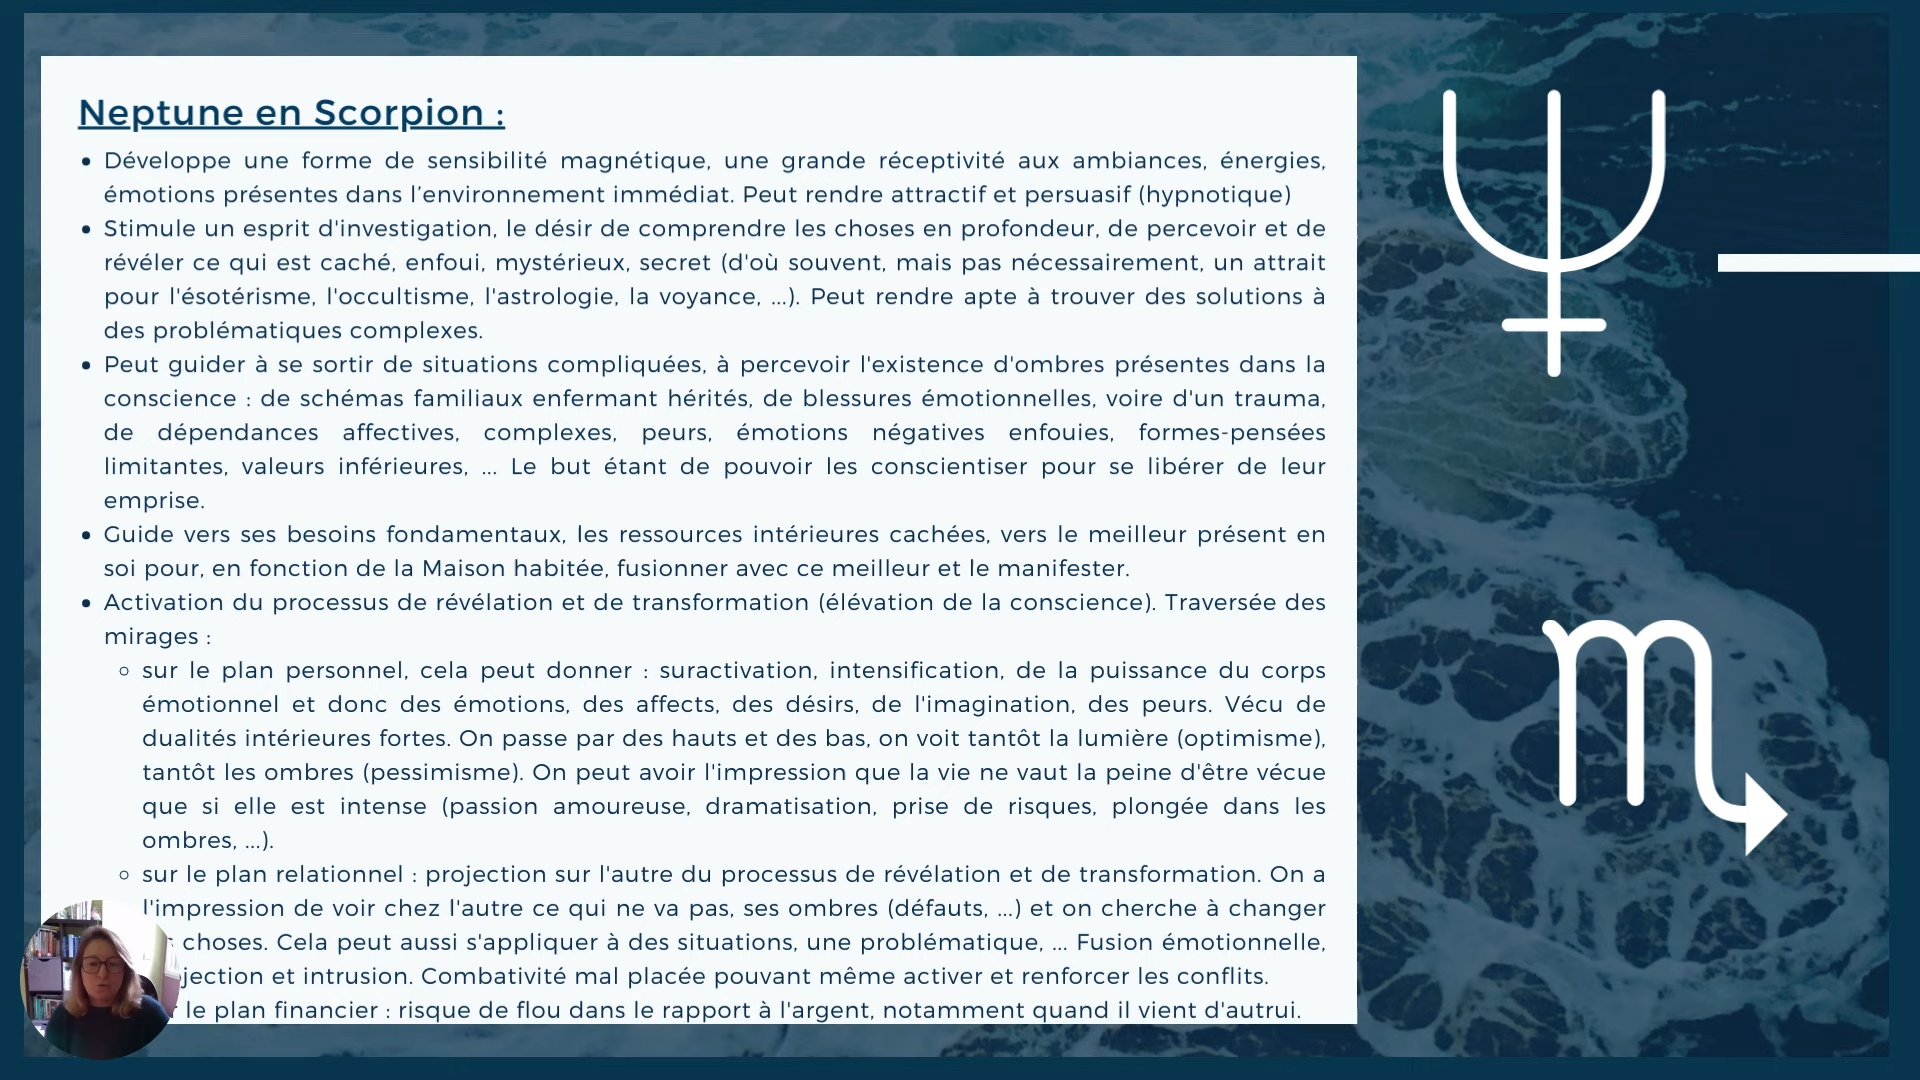 Neptune en Scorpion :
• Développe une forme de sensibilité magnétique, une grande réceptivité aux ambiances, énergies,
émotions présentes dans l’environnement immédiat. Peut rendre attractif et persuasif (hypnotique)
• Stimule un esprit d'investigation, le désir de comprendre les choses en profondeur, de percevoir et de
révéler ce qui est caché, enfoui, mystérieux, secret (d'où souvent, mais pas nécessairement, un attrait
pour l'ésotérisme, l'occultisme, l'astrologie, la voyance, ...). Peut rendre apte à trouver des solutions à
des problématiques complexes.
• Peut guider à se sortir de situations compliquées, à percevoir l'existence d'ombres présentes dans la
conscience : de schémas familiaux enfermant hérités, de blessures émotionnelles, voire d'un trauma,
de dépendances affectives, complexes, peurs, émotions négatives enfouies, formes-pensées
limitantes, valeurs inférieures, ... Le but étant de pouvoir les conscientiser pour se libérer de leur
emprise.
• Guide vers ses besoins fondamentaux, les ressources intérieures cachées, vers le meilleur présent en
soi pour, en fonction de la Maison habitée, fusionner avec ce meilleur et le manifester.
• Activation du processus de révélation et de transformation (élévation de la conscience). Traversée des
mirages :
◦ sur le plan personnel, cela peut donner : suractivation, intensification, de la puissance du corps
émotionnel et donc des émotions, des affects, des désirs, de l'imagination, des peurs. Vécu de
dualités intérieures fortes. On passe par des hauts et des bas, on voit tantôt la lumière (optimisme),
tantôt les ombres (pessimisme). On peut avoir l'impression que la vie ne vaut la peine d'être vécue
que si elle est intense (passion amoureuse, dramatisation, prise de risques, plongée dans les
ombres, ...).
◦ sur le plan relationnel : projection sur l'autre du processus de révélation et de transformation. On a
l'impression de voir chez l'autre ce qui ne va pas, ses ombres (défauts, ...) et on cherche à changer
choses. Cela peut aussi s'appliquer à des situations, une problématique, ... Fusion émotionnelle,
jection et intrusion. Combativité mal placée pouvant même activer et renforcer les conflits.
le plan financier : risque de flou dans le rapport à l'argent, notamment quand il vient d'autrui.